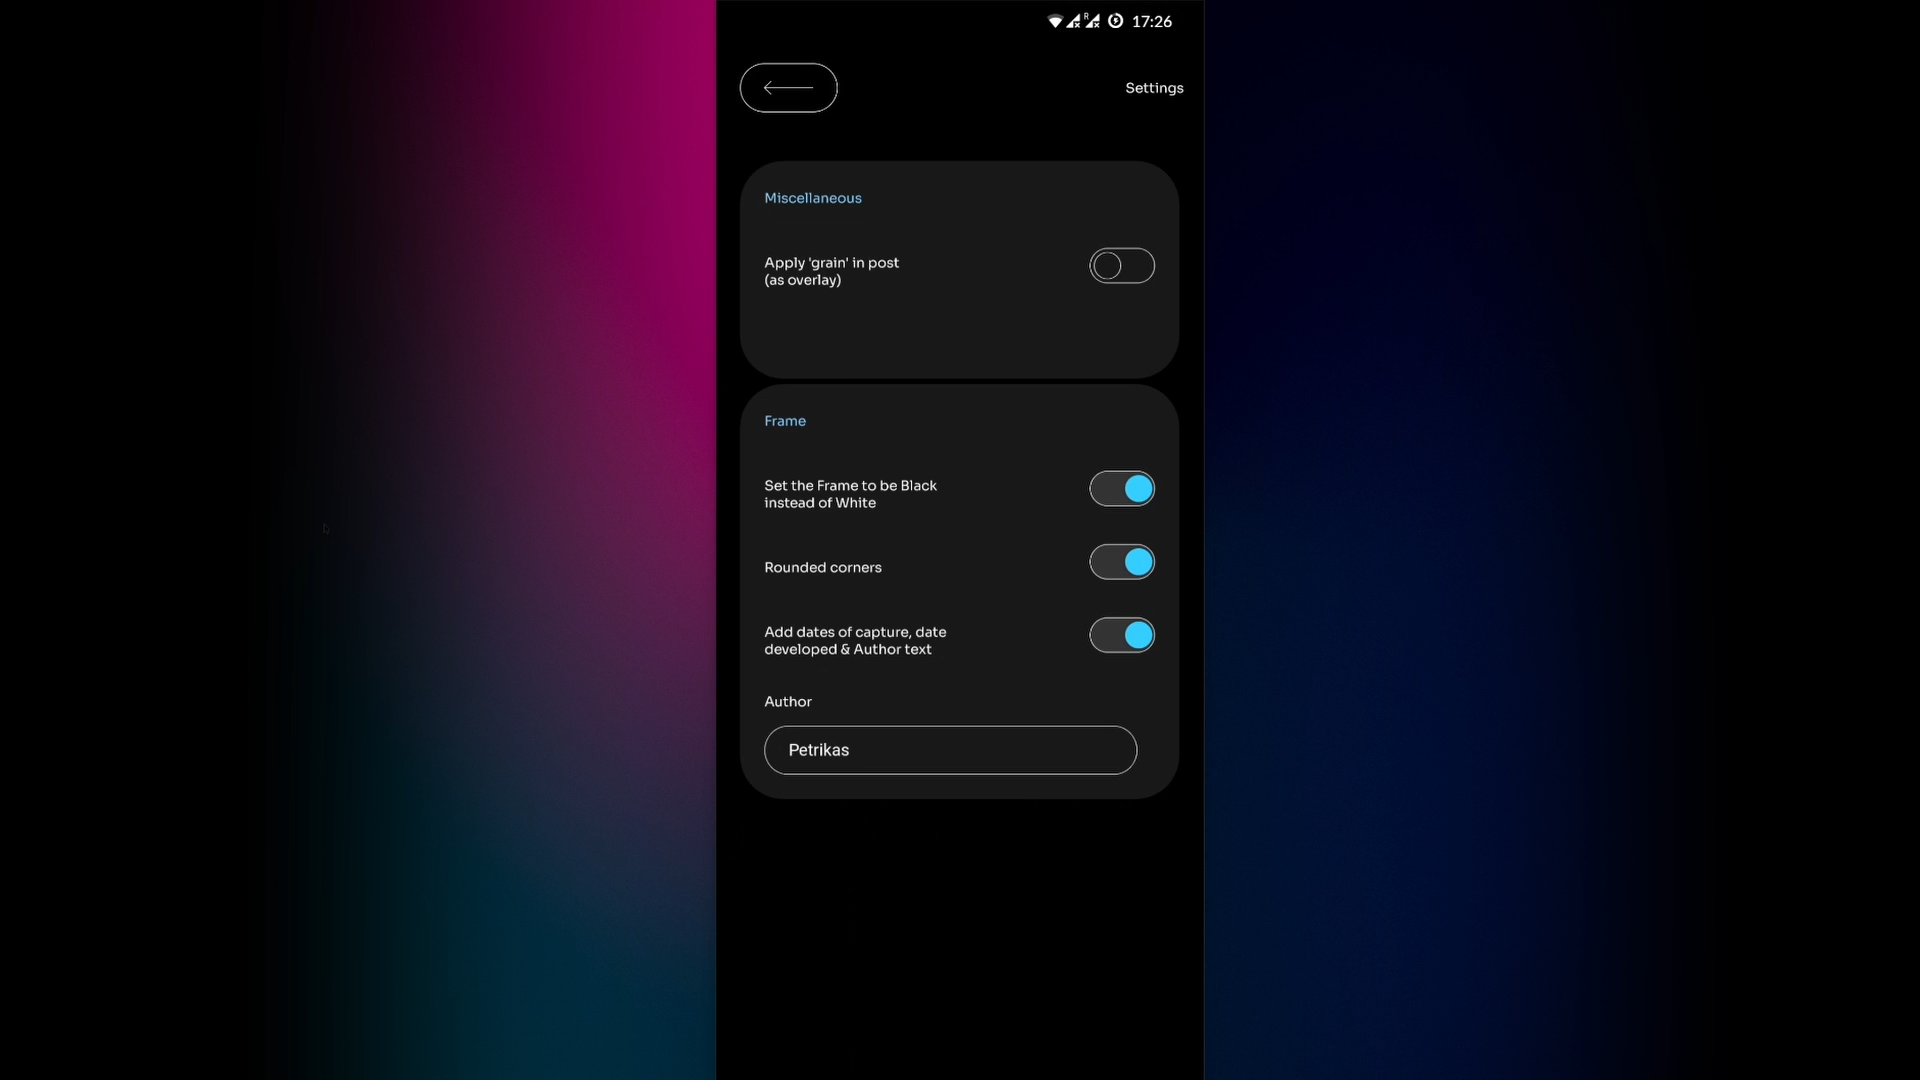 R
17:26
Settings
Miscellaneous
Apply 'grain' in post
(as overlay)
Frame
Set the Frame to be Black
instead of White
Rounded corners
Add dates of capture, date
developed & Author text
Author
Petrikas